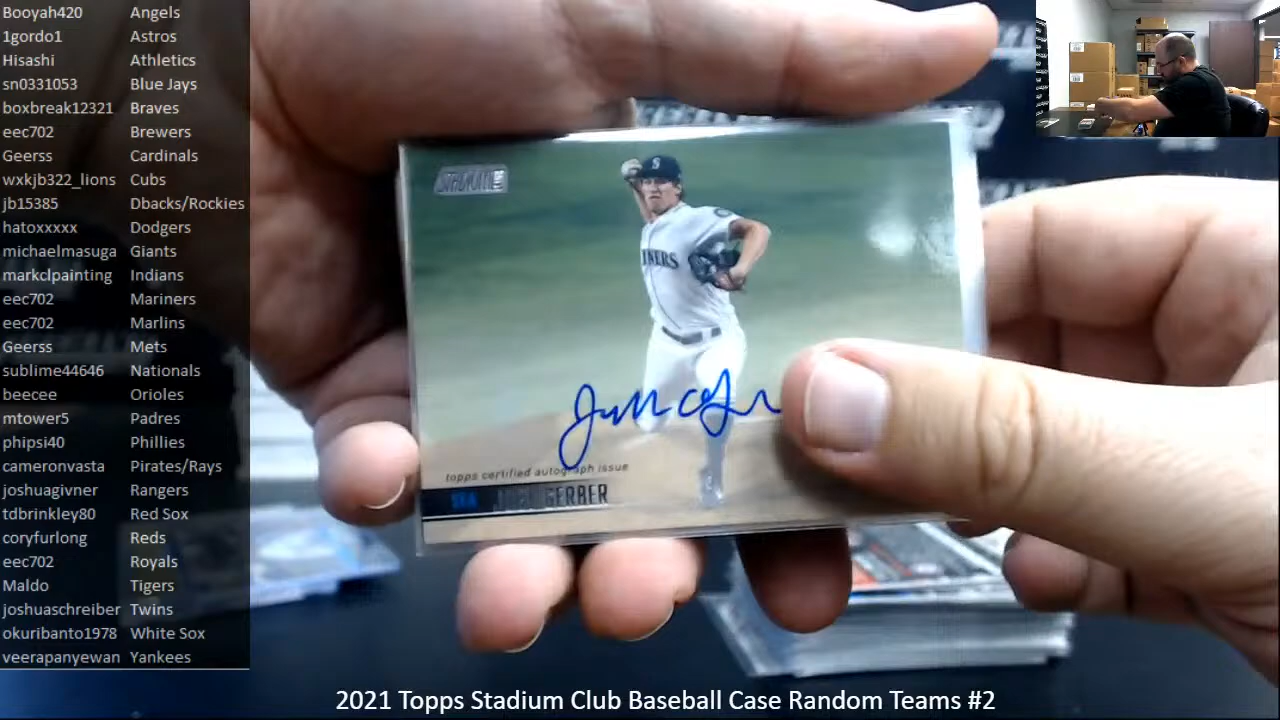 Booyah420 Angels
1gordo1 Astros
Hisashi Athletics
sn0331053 Blue Jays
boxbreak12321 Braves
eec702 Brewers
Geerss Cardinals
wxkjb322_lions Cubs
jb15385 Dbacks/Rockies
hatoxxxxx Dodgers
michaelmasuga Giants
markclpainting Indians
eec702 Mariners
eec702 Marlins
Geerss Mets
sublime44646 Nationals
beecee Orioles
mtower5 Padres
phipsi40 Phillies
cameronvasta Pirates/Rays
joshuagivner Rangers
tdbrinkley80 Red Sox
coryfurlong Reds
eec702 Royals
Maldo Tigers
joshuaschreiber Twins
okuribanto1978 White Sox
veerapanyewan Yankees
STADIUM
S
NERS
topps certified autograph issue
SEA GERBER
2021 Topps Stadium Club Baseball Case Random Teams #2